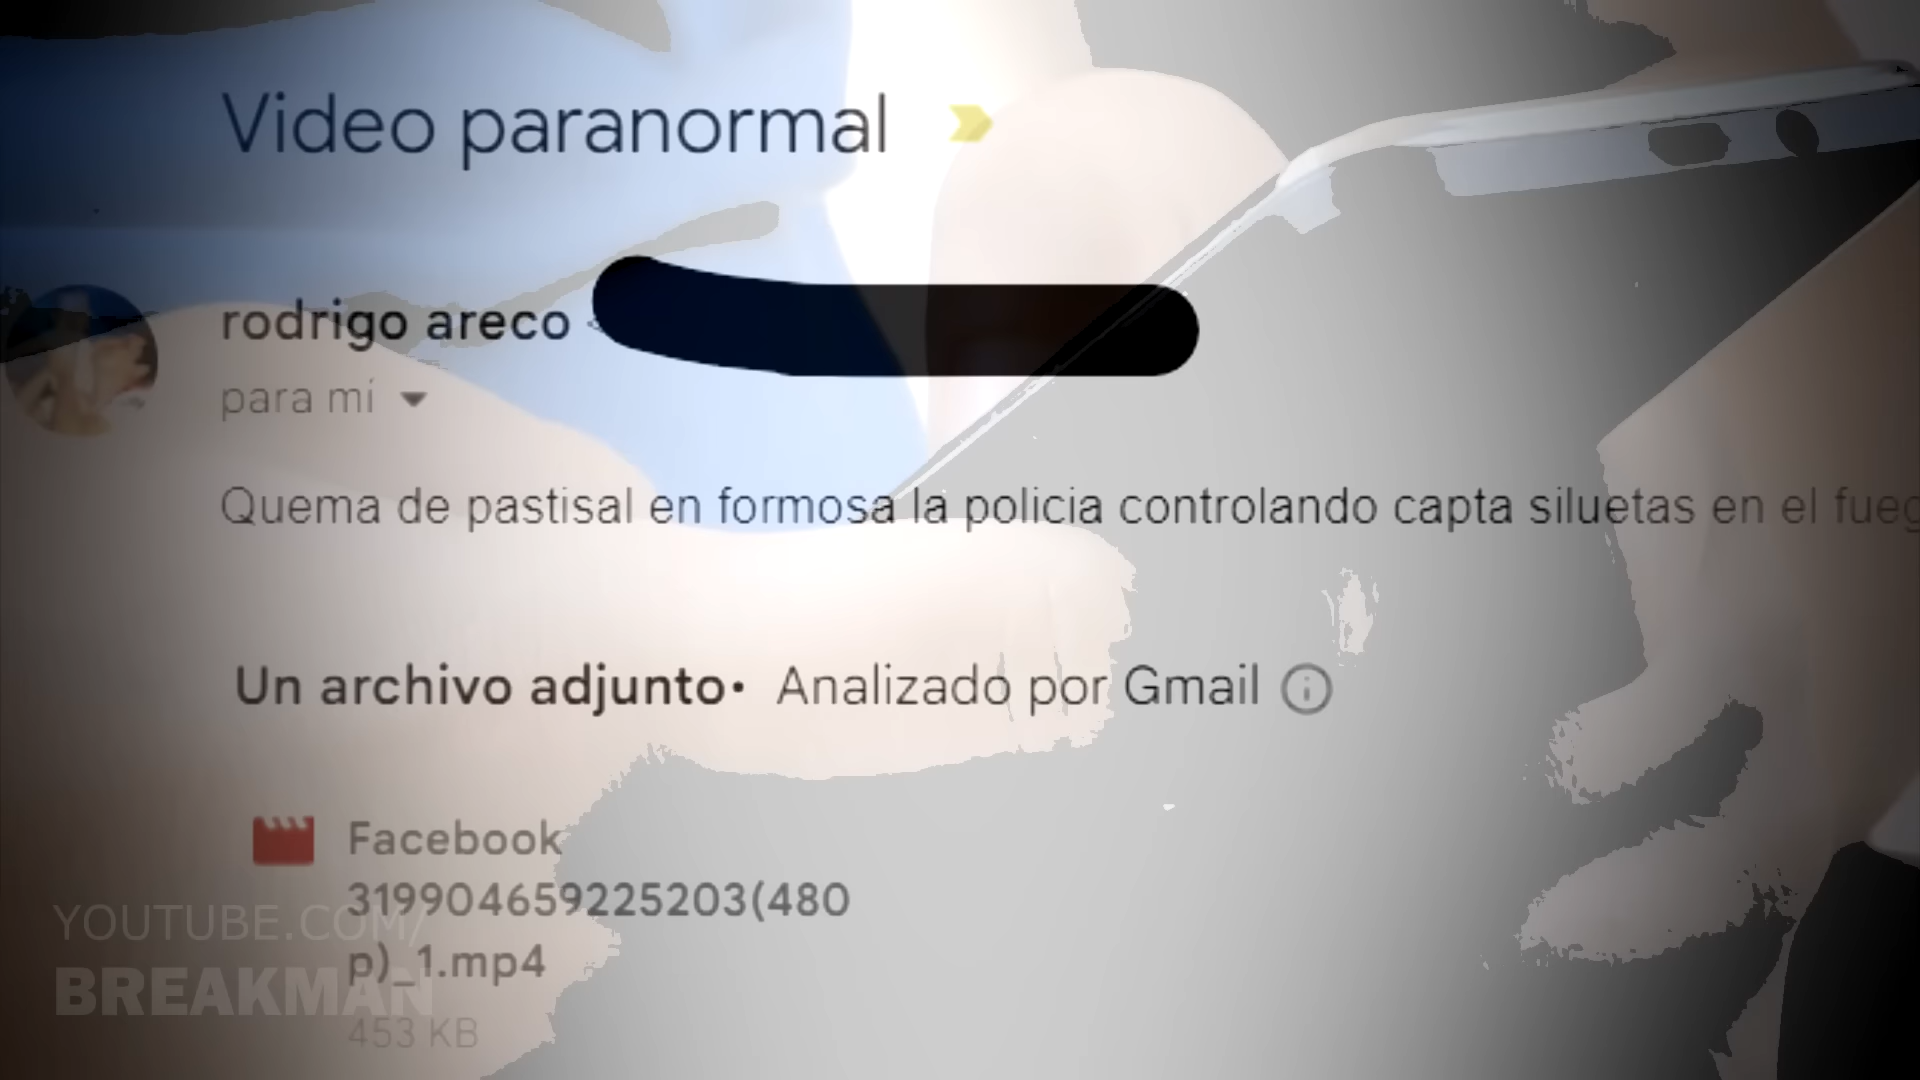 Video paranormal
rodrigo areco
para mí
Quema de pastisal en formosa la policia controlando capta siluetas en el
Un archivo adjunto• Analizado por Gmail
Facebook
319904659225203(480
p)_1.mp4
453 KB
YOUTUBE.COM/
BREAKMAN